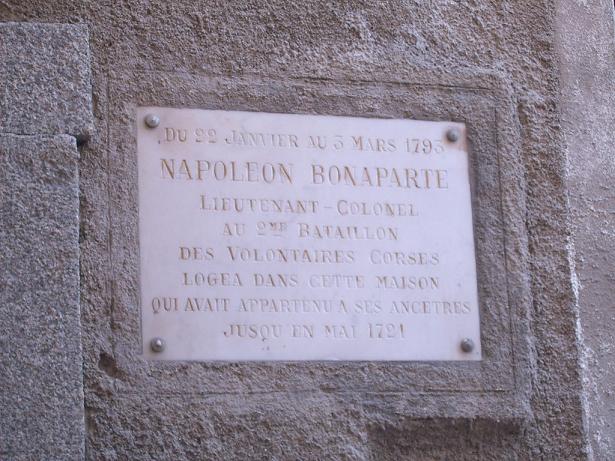 DU 22 JANVIER AU 3 MARS 1793
NAPOLEON BONAPARTE
LIEUTENANT-COLONEL
AU 2ME BATAILLON
DES VOLONTAIRES CORSES
LOGEA DANS CETTE MAISON
QUI AVAIT APPARTENU A SES ANCETRES
JUSQU'EN MAI 1721